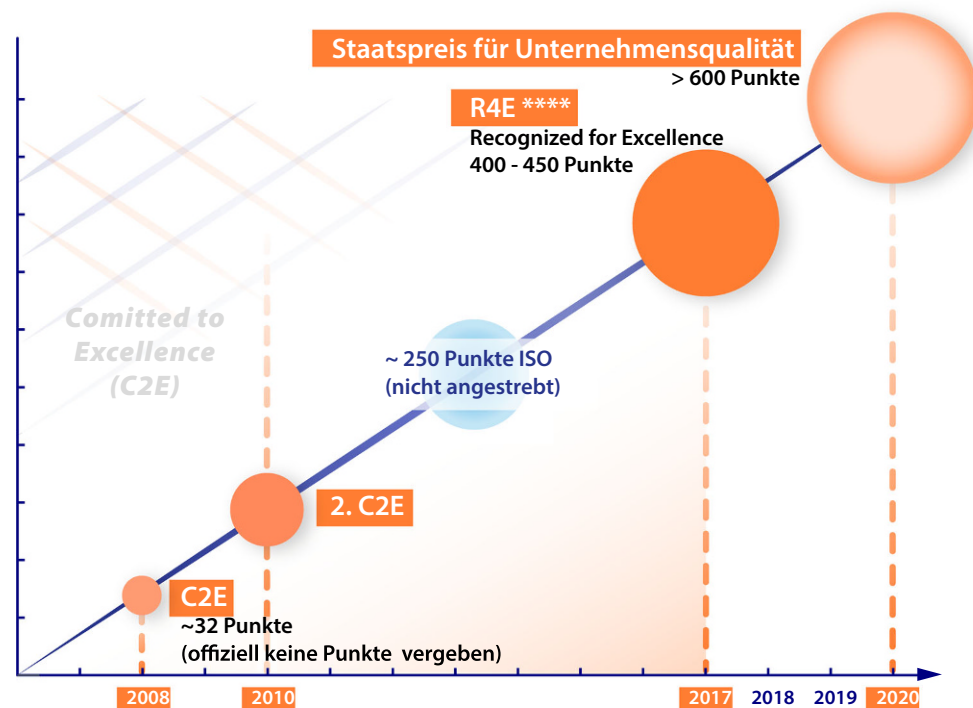 Staatspreis für Unternehmensqualität
> 600 Punkte
R4E ****
Recognized for Excellence
400 - 450 Punkte
Comitted to
Excellence
(C2E)
~ 250 Punkte ISO
(nicht angestrebt)
2. C2E
C2E
~32 Punkte
(offiziell keine Punkte vergeben)
2008 2010 2017 2018 2019 2020